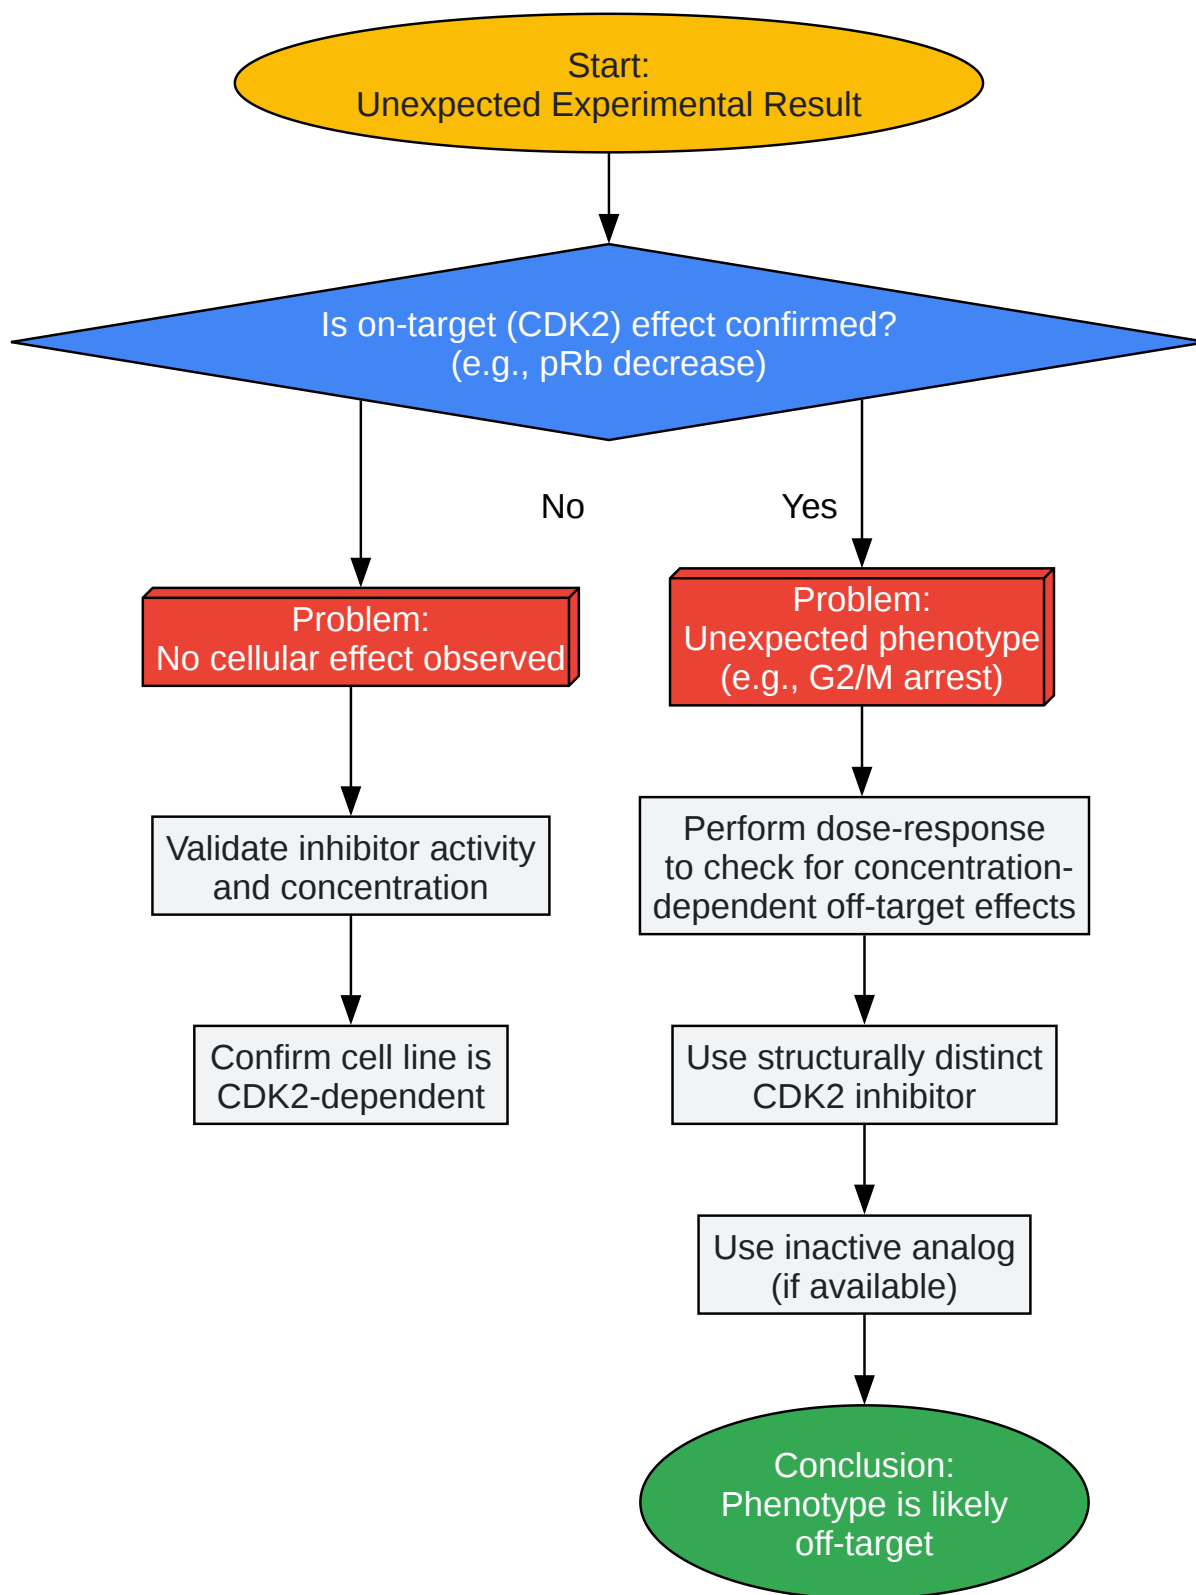 Start:
Unexpected Experimental Result
Is on-target (CDK2) effect confirmed?
(e.g., pRb decrease)
No
Yes
Problem:
No cellular effect observed
Problem:
Unexpected phenotype
(e.g., G2/M arrest)
Validate inhibitor activity
and concentration
Perform dose-response
to check for concentration-
dependent off-target effects
Confirm cell line is
CDK2-dependent
Use structurally distinct
CDK2 inhibitor
Use inactive analog
(if available)
Conclusion:
Phenotype is likely
off-target